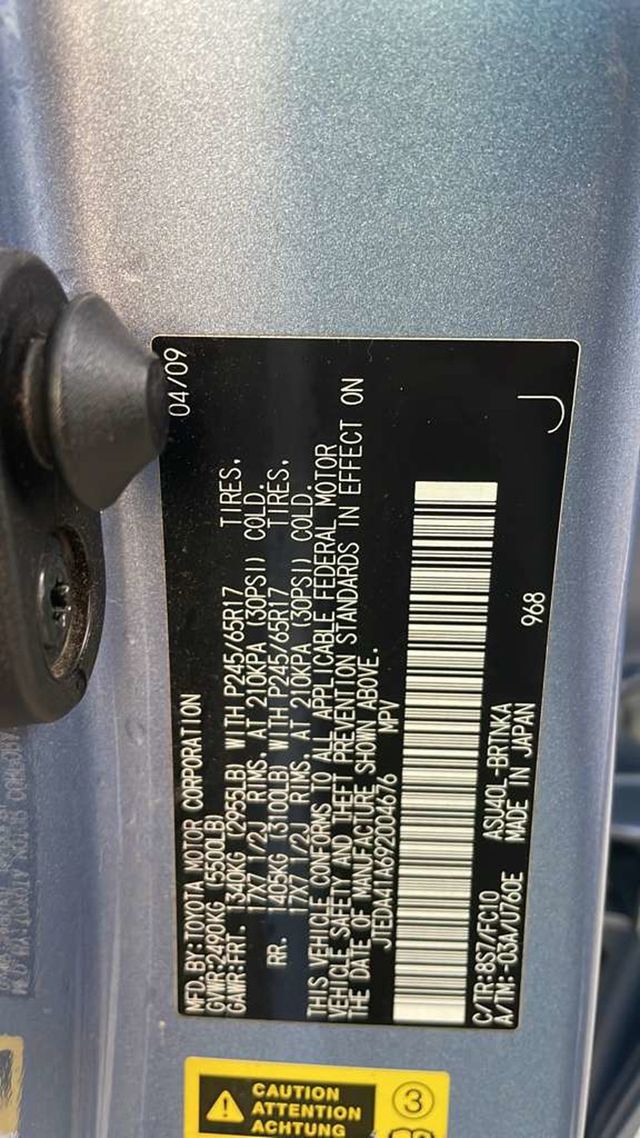 04/09
MFD.BY:TOYOTA MOTOR CORPORATION
GVWR:2490KG (5500LB)
GAWR:FRT. 1340KG (2955LB) WITH P245/65R17 TIRES,
17X7 1/2J RIMS. AT 210KPA (30PSI) COLD.
RR. 1405KG (3100LB) WITH P245/65R17 TIRES,
17X7 1/2J RIMS. AT 210KPA (30PSI) COLD.
THIS VEHICLE CONFORMS TO ALL APPLICABLE FEDERAL MOTOR
VEHICLE SAFETY AND THEFT PREVENTION STANDARDS IN EFFECT ON
THE DATE OF MANUFACTURE SHOWN ABOVE.
JTEDA41A692004676 MPV
C/TR:8S7/FC10 ASU40L-BRTNKA
A/TM:-03A/U760E MADE IN JAPAN
968
J
CAUTION
ATTENTION
ACHTUNG
3